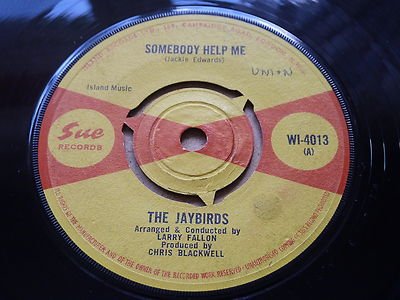 SOMEBODY HELP ME
(Jackie Edwards)
UNION
Island Music
Sue
RECORDS
WI-4013
(A)
THE JAYBIRDS
Arranged & Conducted by
LARRY FALLON
Produced by
CHRIS BLACKWELL